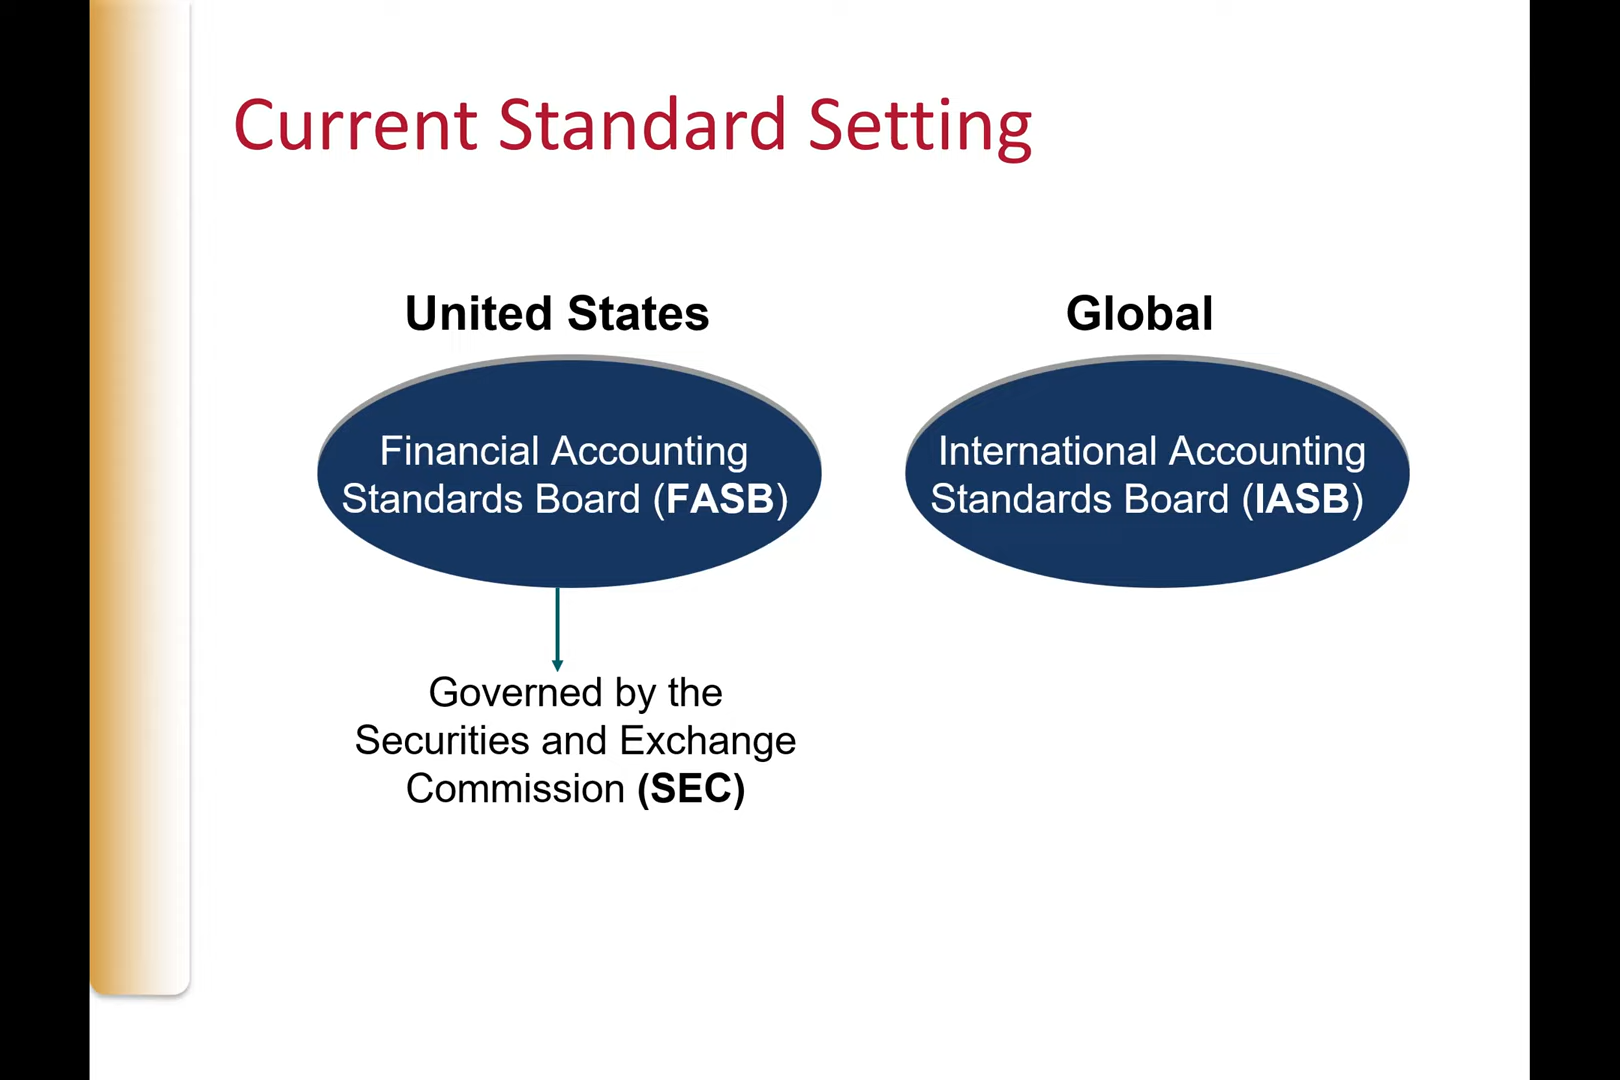 Current Standard Setting
United States
Financial Accounting
Standards Board (FASB)
Governed by the
Securities and Exchange
Commission (SEC)
Global
International Accounting
Standards Board (IASB)